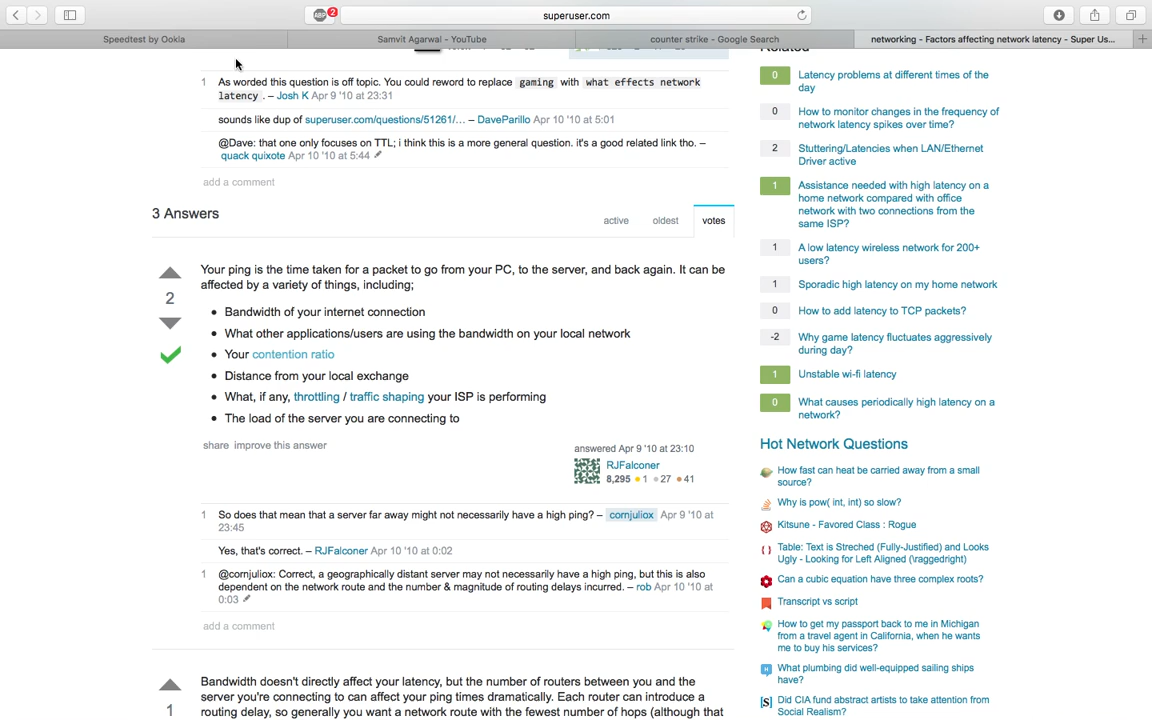 ABP 2
superuser.com
Speedtest by Ookla
Samvit Agarwal - YouTube
counter strike - Google Search
networking - Factors affecting network latency - Super Us...
1 As worded this question is off topic. You could reword to replace gaming with what effects network
latency . – Josh K Apr 9 '10 at 23:31
sounds like dup of superuser.com/questions/51261/… – DaveParillo Apr 10 '10 at 5:01
@Dave: that one only focuses on TTL; i think this is a more general question. it's a good related link tho. –
quack quixote Apr 10 '10 at 5:44
add a comment
3 Answers
active oldest votes
Your ping is the time taken for a packet to go from your PC, to the server, and back again. It can be
affected by a variety of things, including;
2
• Bandwidth of your internet connection
• What other applications/users are using the bandwidth on your local network
• Your contention ratio
• Distance from your local exchange
• What, if any, throttling / traffic shaping your ISP is performing
• The load of the server you are connecting to
share improve this answer
answered Apr 9 '10 at 23:10
RJFalconer
8,295 ●1 ●27 ●41
1 So does that mean that a server far away might not necessarily have a high ping? – cornjuliox Apr 9 '10 at
23:45
Yes, that's correct. – RJFalconer Apr 10 '10 at 0:02
1 @cornjuliox: Correct, a geographically distant server may not necessarily have a high ping, but this is also
dependent on the network route and the number & magnitude of routing delays incurred. – rob Apr 10 '10 at
0:03
add a comment
Bandwidth doesn't directly affect your latency, but the number of routers between you and the
server you're connecting to can affect your ping times dramatically. Each router can introduce a
1 routing delay, so generally you want a network route with the fewest number of hops (although that
Related
0 Latency problems at different times of the
day
0 How to monitor changes in the frequency of
network latency spikes over time?
2 Stuttering/Latencies when LAN/Ethernet
Driver active
1 Assistance needed with high latency on a
home network compared with office
network with two connections from the
same ISP?
1 A low latency wireless network for 200+
users?
1 Sporadic high latency on my home network
0 How to add latency to TCP packets?
-2 Why game latency fluctuates aggressively
during day?
1 Unstable wi-fi latency
0 What causes periodically high latency on a
network?
Hot Network Questions
How fast can heat be carried away from a small
source?
Why is pow( int, int) so slow?
Kitsune - Favored Class : Rogue
Table: Text is Streched (Fully-Justified) and Looks
Ugly - Looking for Left Aligned (\raggedright)
Can a cubic equation have three complex roots?
Transcript vs script
How to get my passport back to me in Michigan
from a travel agent in California, when he wants
me to buy his services?
What plumbing did well-equipped sailing ships
have?
Did CIA fund abstract artists to take attention from
Social Realism?